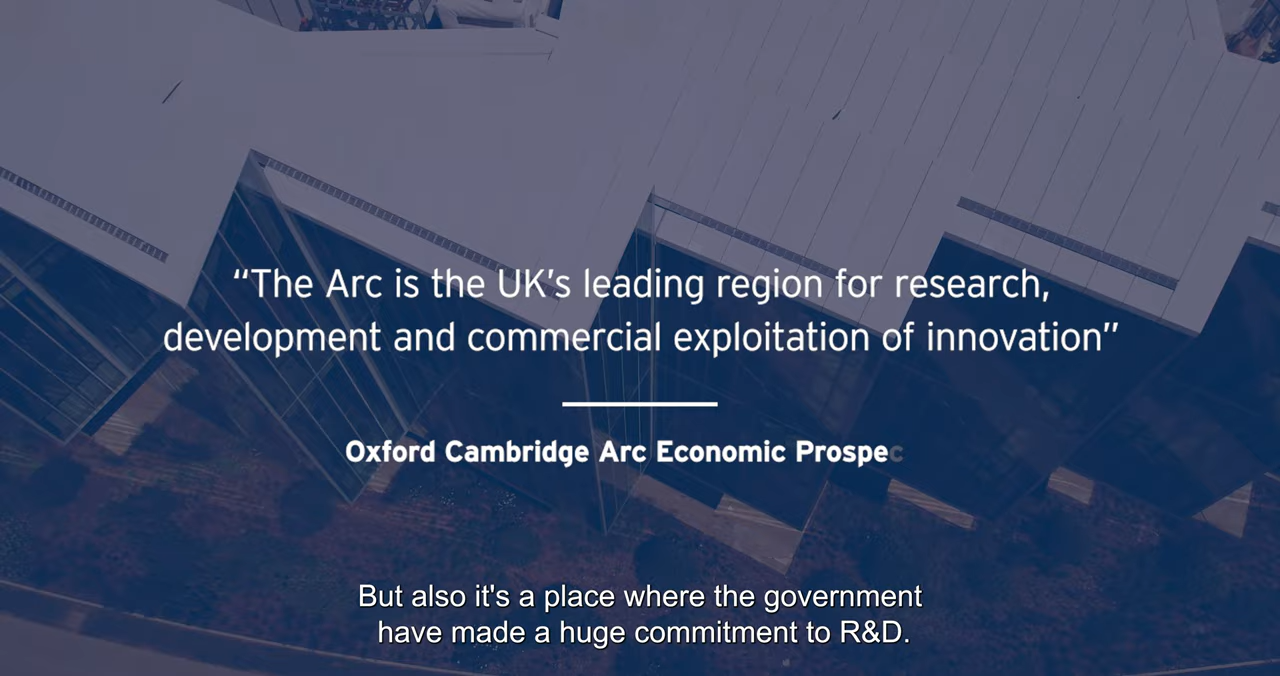 “The Arc is the UK’s leading region for research,
development and commercial exploitation of innovation”
Oxford Cambridge Arc Economic Prospec
But also it's a place where the government
have made a huge commitment to R&D.